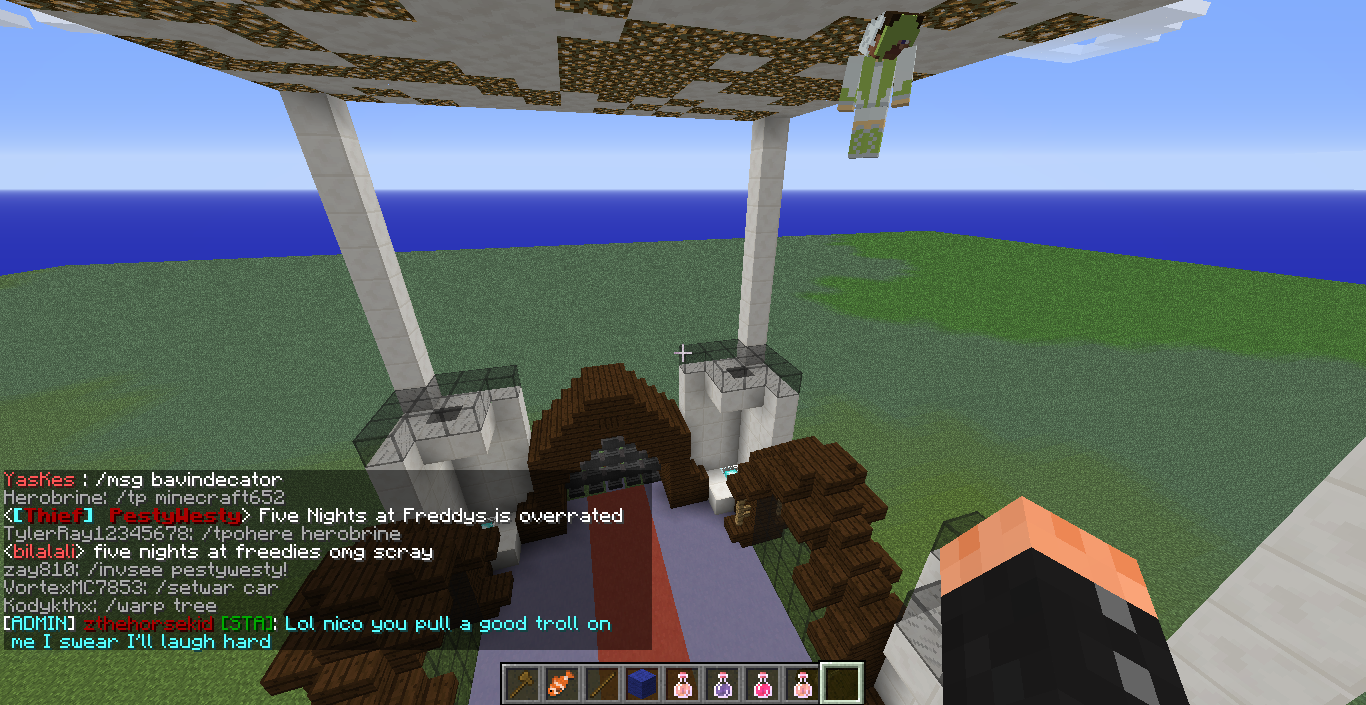 YasKes : /msg bavindecator
Herobrine: /tp minecraft652
<[Thief] PestyWesty> Five Nights at Freddys is overrated
TylerRay12345678: /tpohere herobrine
<bilalali> five nights at freedies omg scray
zay810: /invsee pestywesty!
VortexMC7853: /setwar car
Kodykthx: /warp tree
[ADMIN] zthehorsekid [STA]: Lol nico you pull a good troll on
me I swear I'll laugh hard